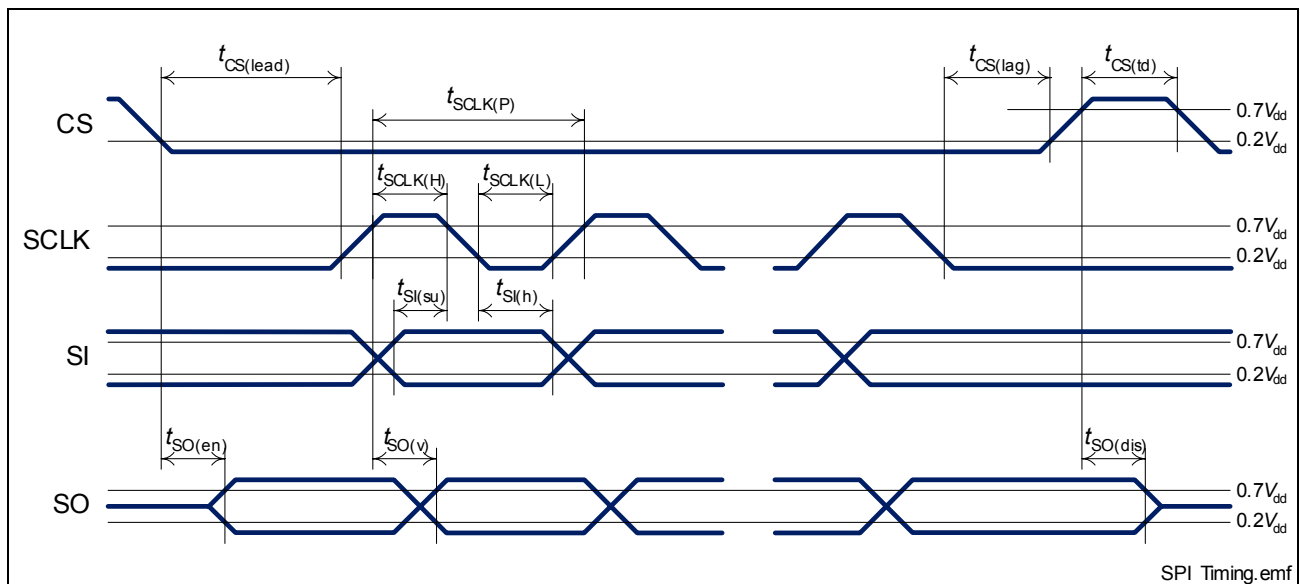 tCS(lead)
tCS(lag)
tCS(td)
tSCLK(P)
CS
0.7Vdd
0.2Vdd
tSCLK(H)
tSCLK(L)
SCLK
0.7Vdd
0.2Vdd
tSI(su)
tSI(h)
SI
0.7Vdd
0.2Vdd
tSO(en)
tSO(v)
tSO(dis)
SO
0.7Vdd
0.2Vdd
SPI Timing.emf